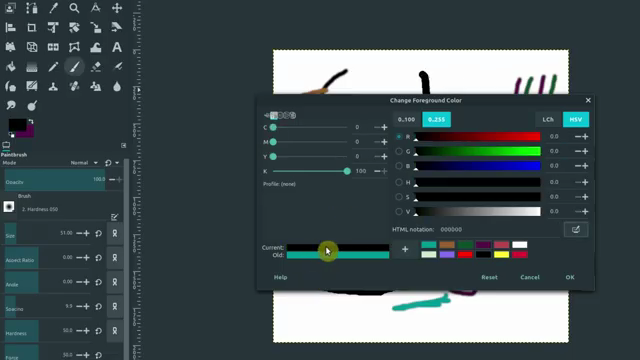 Change Foreground Color
0..100
0..255
LCh
HSV
C 0
M 0
Y 0
K 100
Profile: (none)
R 0.0
G 0.0
B 0.0
H 0.0
S 0.0
V 0.0
HTML notation: 000000
Current:
Old:
Help
Reset
Cancel
OK
Paintbrush
Mode Normal
Opacity 100.0
Brush
2. Hardness 050
Size 51.00
Aspect Ratio 0.00
Angle 0.00
Spacing
Hardness 50.0
Force 50.0